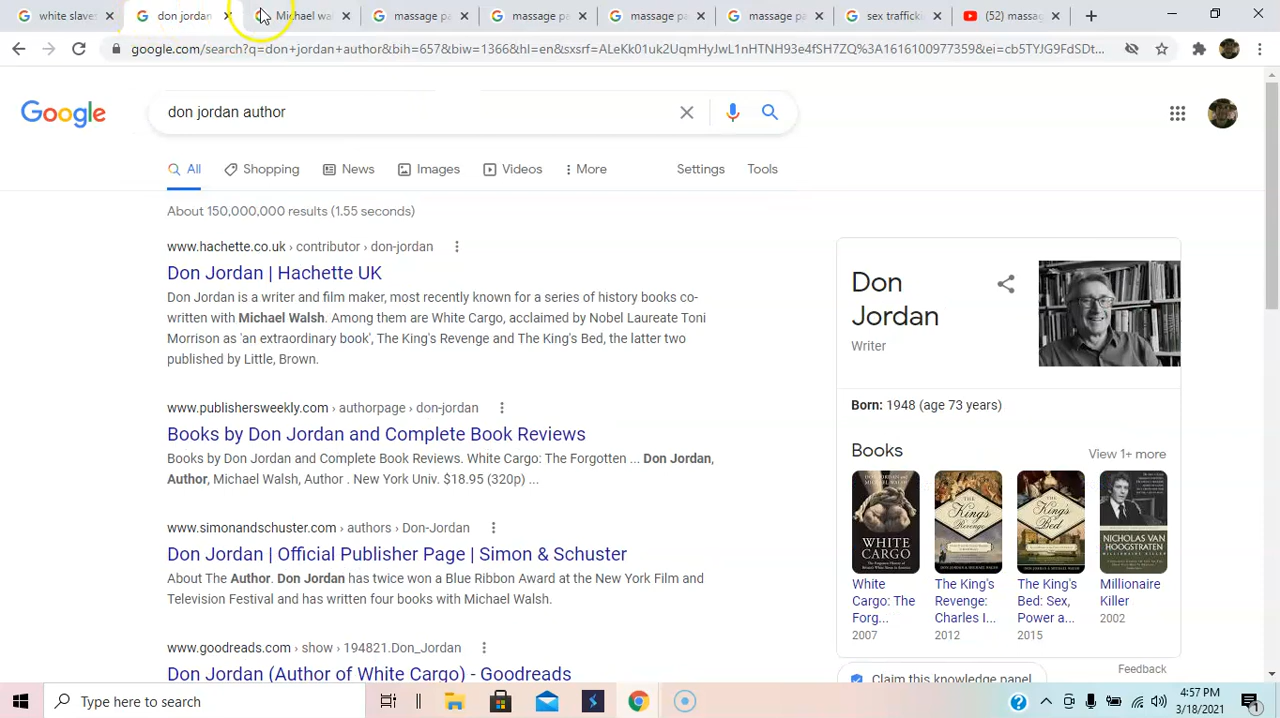 white slaves
don jordan
Michael wa
massage pa
massage pe
massage pa
massage pa
sex traffick
(52) massag
google.com/search?q=don+jordan+author&bih=657&biw=1366&hl=en&sxsrf=ALeKk01uk2UqmHyJwL1nHTNH93e4fSH7ZQ%3A1616100977359&ei=cb5TYJG9FdSDt...
Google
don jordan author
All
Shopping
News
Images
Videos
More
Settings
Tools
About 150,000,000 results (1.55 seconds)
www.hachette.co.uk › contributor › don-jordan
Don Jordan | Hachette UK
Don Jordan is a writer and film maker, most recently known for a series of history books co-
written with Michael Walsh. Among them are White Cargo, acclaimed by Nobel Laureate Toni
Morrison as 'an extraordinary book', The King's Revenge and The King's Bed, the latter two
published by Little, Brown.
www.publishersweekly.com › authorpage › don-jordan
Books by Don Jordan and Complete Book Reviews
Books by Don Jordan and Complete Book Reviews. White Cargo: The Forgotten ... Don Jordan,
Author, Michael Walsh, Author . New York Univ. $18.95 (320p) ...
www.simonandschuster.com › authors › Don-Jordan
Don Jordan | Official Publisher Page | Simon & Schuster
About The Author. Don Jordan has twice won a Blue Ribbon Award at the New York Film and
Television Festival and has written four books with Michael Walsh.
www.goodreads.com › show › 194821.Don_Jordan
Don Jordan (Author of White Cargo) - Goodreads
Don
Jordan
Writer
Born: 1948 (age 73 years)
Books
View 1+ more
WHITE
CARGO
THE
KING'S
REVENGE
THE
KING'S
BED
NICHOLAS VAN
HOOGSTRATEN
MILLIONAIRE
KILLER
White
Cargo: The
Forg...
2007
The King's
Revenge:
Charles I...
2012
The King's
Bed: Sex,
Power a...
2015
Millionaire
Killer
2002
Feedback
Claim this knowledge panel
Type here to search
4:57 PM
3/18/2021
1